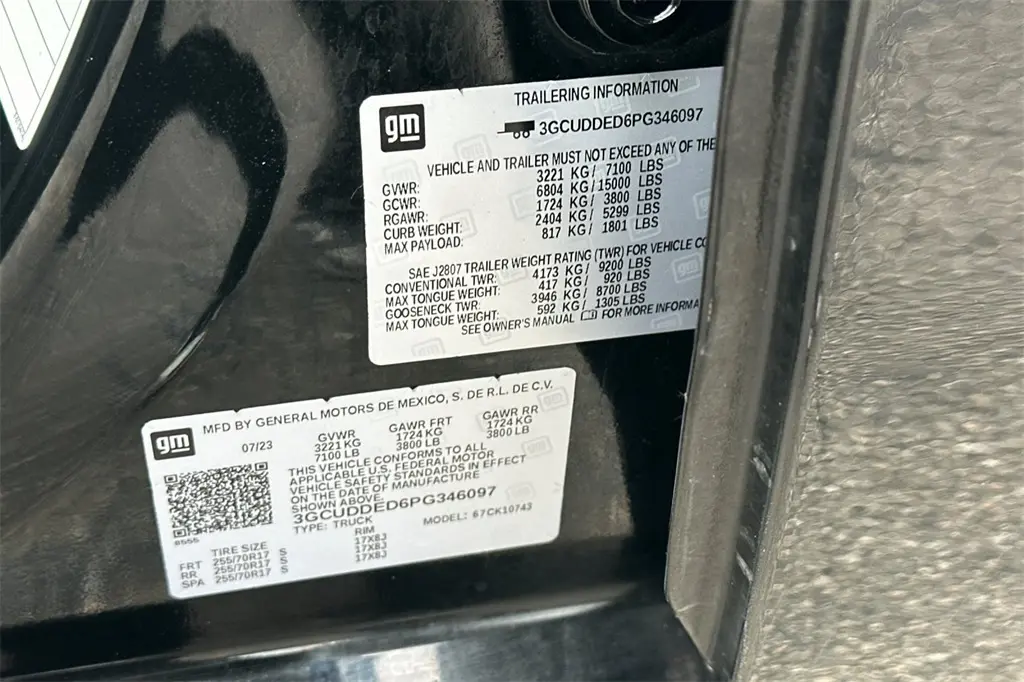 gm
TRAILERING INFORMATION
3GCUDDED6PG346097
VEHICLE AND TRAILER MUST NOT EXCEED ANY OF THE
GVWR: 3221 KG/ 7100 LBS
GCWR: 6804 KG/15000 LBS
RGAWR: 1724 KG/ 3800 LBS
CURB WEIGHT: 2404 KG/ 5299 LBS
MAX PAYLOAD: 817 KG/ 1801 LBS
SAE J2807 TRAILER WEIGHT RATING (TWR) FOR VEHICLE
CONVENTIONAL TWR: 4173 KG/ 9200 LBS
MAX TONGUE WEIGHT: 417 KG/ 920 LBS
GOOSENECK TWR: 3946 KG/ 8700 LBS
MAX TONGUE WEIGHT: 592 KG/ 1305 LBS
SEE OWNER'S MANUAL FOR MORE INFORMA
gm
MFD BY GENERAL MOTORS DE MEXICO, S. DE R.L. DE C.V.
07/23 GVWR GAWR FRT GAWR RR
3221 KG 1724 KG 1724 KG
7100 LB 3800 LB 3800 LB
THIS VEHICLE CONFORMS TO ALL
APPLICABLE U.S. FEDERAL MOTOR
VEHICLE SAFETY STANDARDS IN EFFECT
ON THE DATE OF MANUFACTURE
SHOWN ABOVE.
3GCUDDED6PG346097
TYPE: TRUCK MODEL: 67CK10743
TIRE SIZE RIM
FRT 255/70R17 S 17X8J
RR 255/70R17 S 17X8J
SPA 255/70R17 S 17X8J